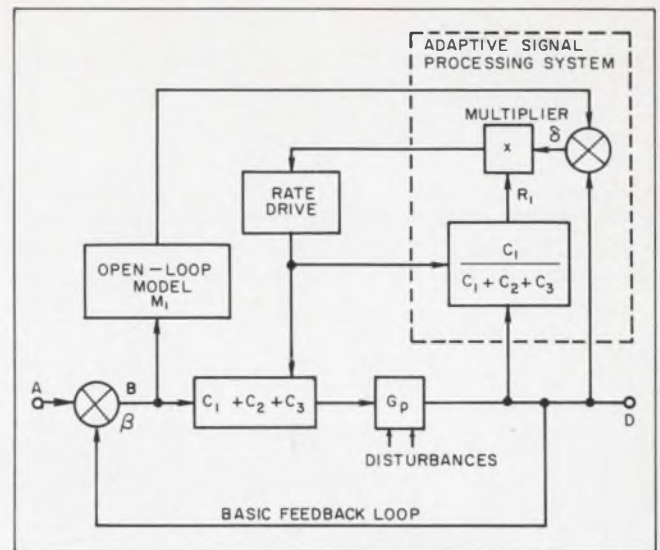 ADAPTIVE SIGNAL
PROCESSING SYSTEM
MULTIPLIER
δ
x
R₁
RATE
DRIVE
OPEN-LOOP
MODEL
M₁
C₁
C₁ + C₂ + C₃
A
B
β
C₁ + C₂ + C₃
Gρ
D
DISTURBANCES
BASIC FEEDBACK LOOP